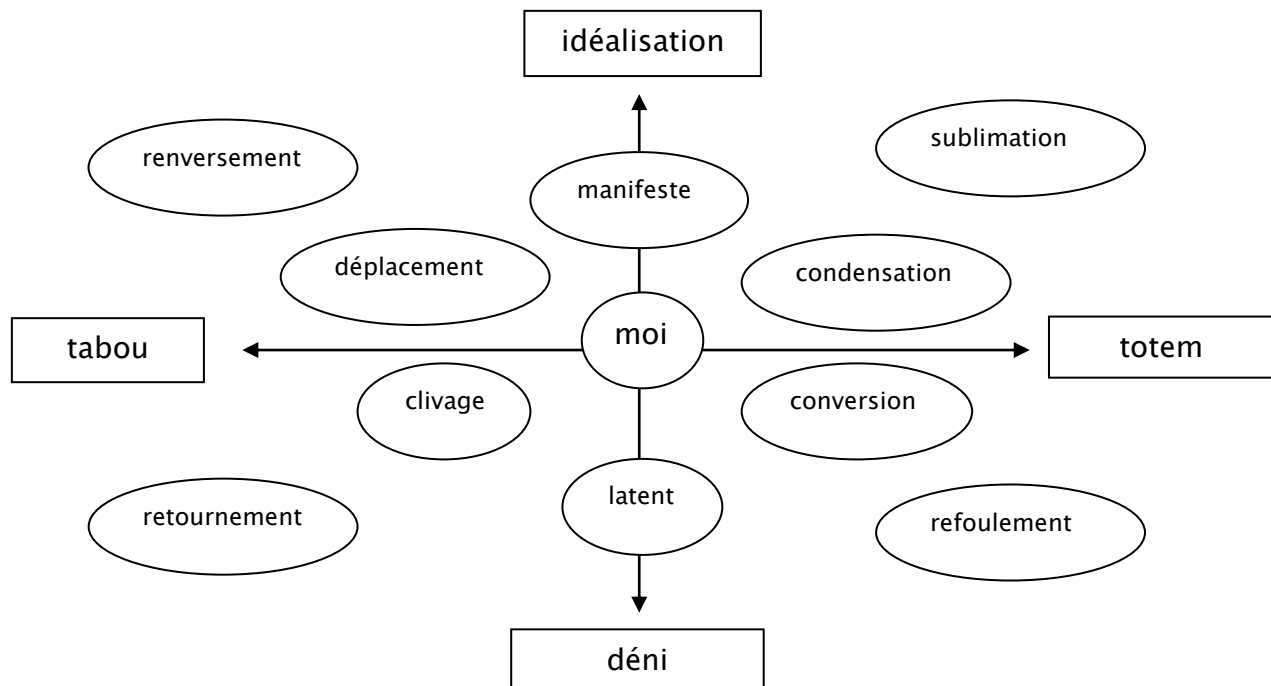 idéalisation
renversement
sublimation
manifeste
déplacement
condensation
tabou
moi
totem
clivage
conversion
retournement
latent
refoulement
déni